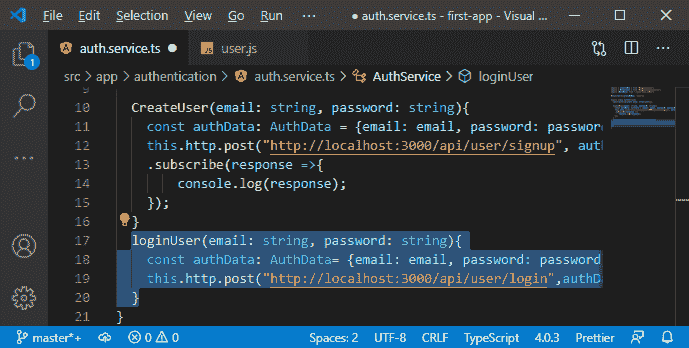 File Edit Selection View Go Run ··· ● auth.service.ts - first-app - Visual ...
auth.service.ts ● JS user.js ···
src > app > authentication > auth.service.ts > AuthService > loginUser
9
10 CreateUser(email: string, password: string){
11 const authData: AuthData = {email: email, password: passwor
12 this.http.post("http://localhost:3000/api/user/signup", aut
13 .subscribe(response =>{
14 console.log(response);
15 });
16 }
17 loginUser(email: string, password: string){
18 const authData: AuthData= {email: email, password: password
19 this.http.post("http://localhost:3000/api/user/login",authD
20 }
21 }
1
master*+ 0 0 Spaces: 2 UTF-8 CRLF TypeScript 4.0.3 Prettier